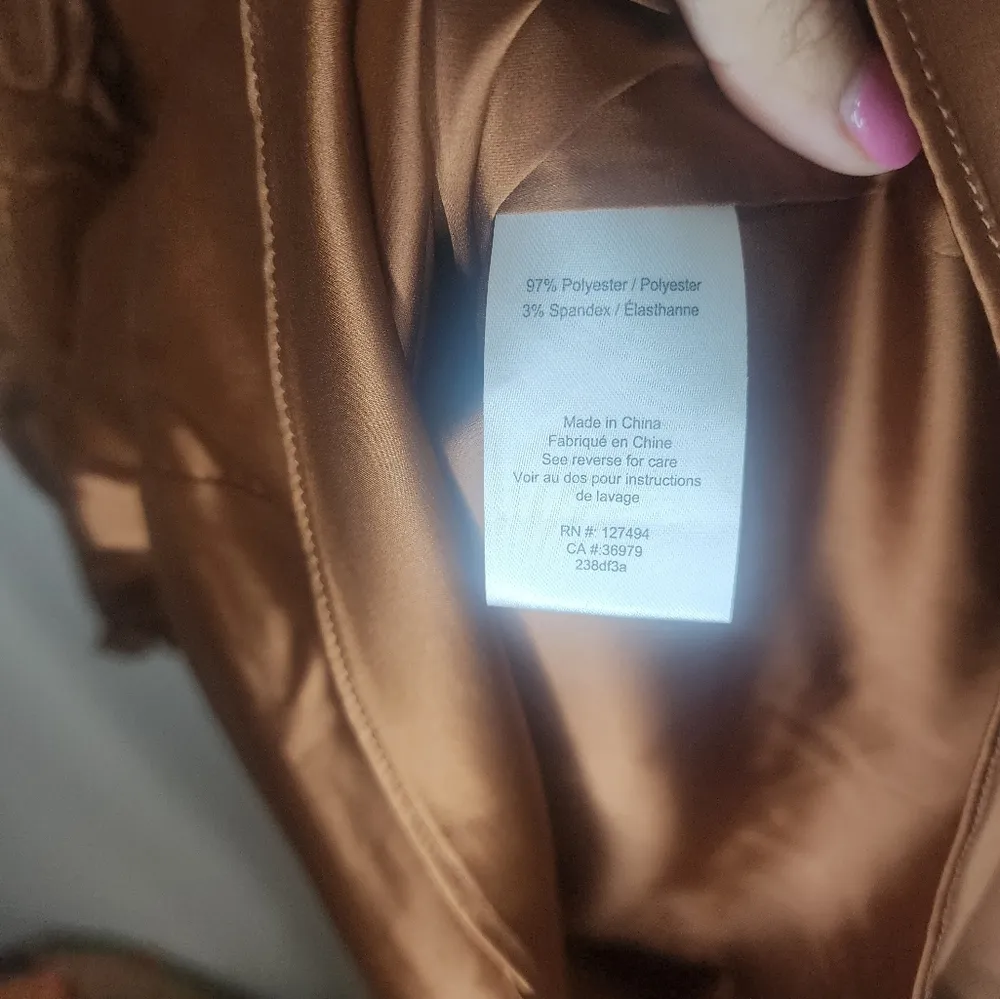 97% Polyester / Polyester
3% Spandex / Élasthanne
Made in China
Fabriqué en Chine
See reverse for care
Voir au dos pour instructions
de lavage
RN #: 127494
CA #:36979
238df3a